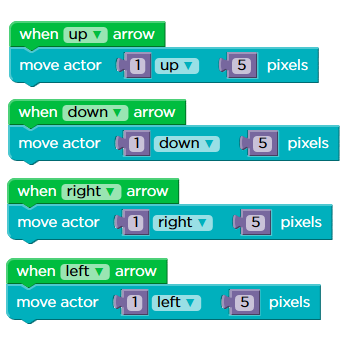 when up ▼ arrow
move actor 1 up ▼ 5 pixels
when down ▼ arrow
move actor 1 down ▼ 5 pixels
when right ▼ arrow
move actor 1 right ▼ 5 pixels
when left ▼ arrow
move actor 1 left ▼ 5 pixels